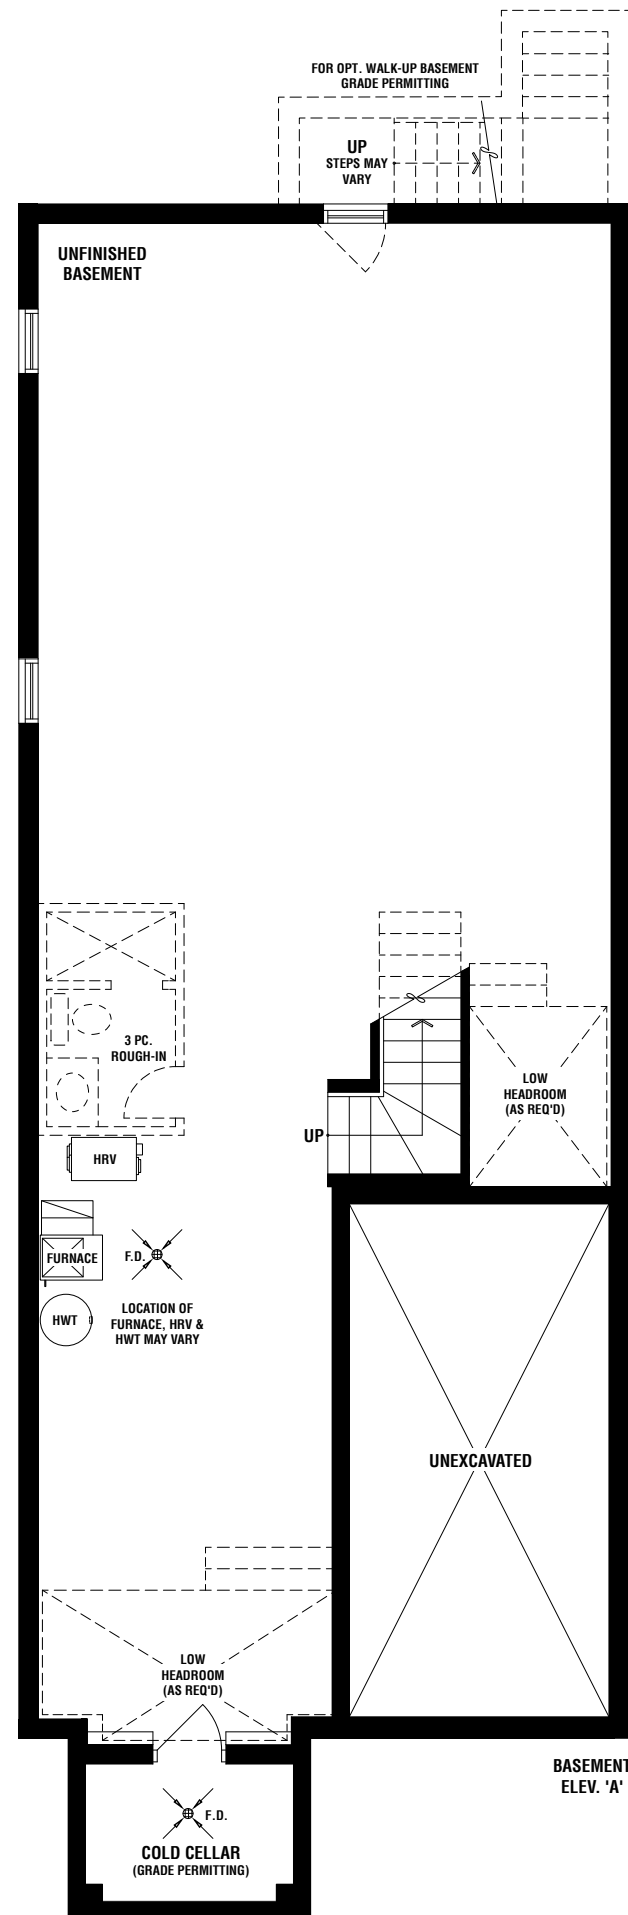 FOR OPT. WALK-UP BASEMENT
GRADE PERMITTING
UP
STEPS MAY
VARY
UNFINISHED
BASEMENT
3 PC.
ROUGH-IN
LOW
HEADROOM
(AS REQ'D)
UP
HRV
FURNACE
F.D.
HWT
LOCATION OF
FURNACE, HRV &
HWT MAY VARY
UNEXCAVATED
LOW
HEADROOM
(AS REQ'D)
BASEMENT
ELEV. 'A'
F.D.
COLD CELLAR
(GRADE PERMITTING)